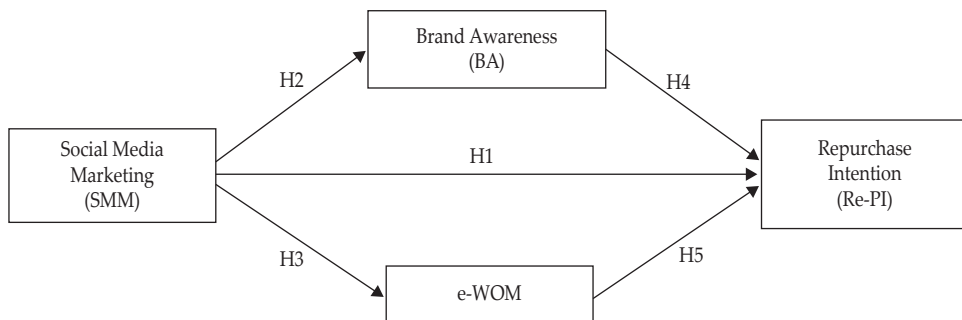 Brand Awareness
(BA)
H2
H4
Social Media
Marketing
(SMM)
H1
Repurchase
Intention
(Re-PI)
H3
H5
e-WOM